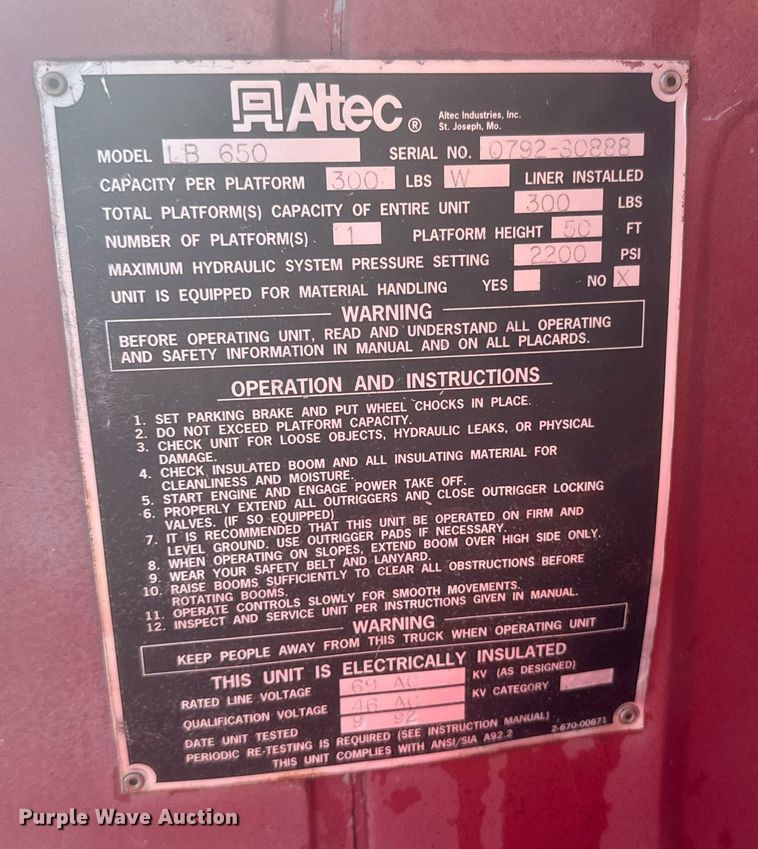 Altec®
Altec Industries, Inc.
St. Joseph, Mo.
MODEL LB 650 SERIAL NO. 0792-S0888
CAPACITY PER PLATFORM 300 LBS W LINER INSTALLED
TOTAL PLATFORM(S) CAPACITY OF ENTIRE UNIT 300 LBS
NUMBER OF PLATFORM(S) 1 PLATFORM HEIGHT 50 FT
MAXIMUM HYDRAULIC SYSTEM PRESSURE SETTING 2200 PSI
UNIT IS EQUIPPED FOR MATERIAL HANDLING YES NO X
WARNING
BEFORE OPERATING UNIT, READ AND UNDERSTAND ALL OPERATING
AND SAFETY INFORMATION IN MANUAL AND ON ALL PLACARDS.
OPERATION AND INSTRUCTIONS
1. SET PARKING BRAKE AND PUT WHEEL CHOCKS IN PLACE.
2. DO NOT EXCEED PLATFORM CAPACITY.
3. CHECK UNIT FOR LOOSE OBJECTS, HYDRAULIC LEAKS, OR PHYSICAL
DAMAGE.
4. CHECK INSULATED BOOM AND ALL INSULATING MATERIAL FOR
CLEANLINESS AND MOISTURE.
5. START ENGINE AND ENGAGE POWER TAKE OFF.
6. PROPERLY EXTEND ALL OUTRIGGERS AND CLOSE OUTRIGGER LOCKING
VALVES. (IF SO EQUIPPED)
7. IT IS RECOMMENDED THAT THIS UNIT BE OPERATED ON FIRM AND
LEVEL GROUND. USE OUTRIGGER PADS IF NECESSARY.
8. WHEN OPERATING ON SLOPES, EXTEND BOOM OVER HIGH SIDE ONLY.
9. WEAR YOUR SAFETY BELT AND LANYARD.
10. RAISE BOOMS SUFFICIENTLY TO CLEAR ALL OBSTRUCTIONS BEFORE
ROTATING BOOMS.
11. OPERATE CONTROLS SLOWLY FOR SMOOTH MOVEMENTS.
12. INSPECT AND SERVICE UNIT PER INSTRUCTIONS GIVEN IN MANUAL.
WARNING
KEEP PEOPLE AWAY FROM THIS TRUCK WHEN OPERATING UNIT
THIS UNIT IS ELECTRICALLY INSULATED
RATED LINE VOLTAGE 69 AC KV (AS DESIGNED)
QUALIFICATION VOLTAGE 46 AC KV CATEGORY
DATE UNIT TESTED 9 92
PERIODIC RE-TESTING IS REQUIRED (SEE INSTRUCTION MANUAL)
THIS UNIT COMPLIES WITH ANSI/SIA A92.2 2-670-00671
Purple Wave Auction